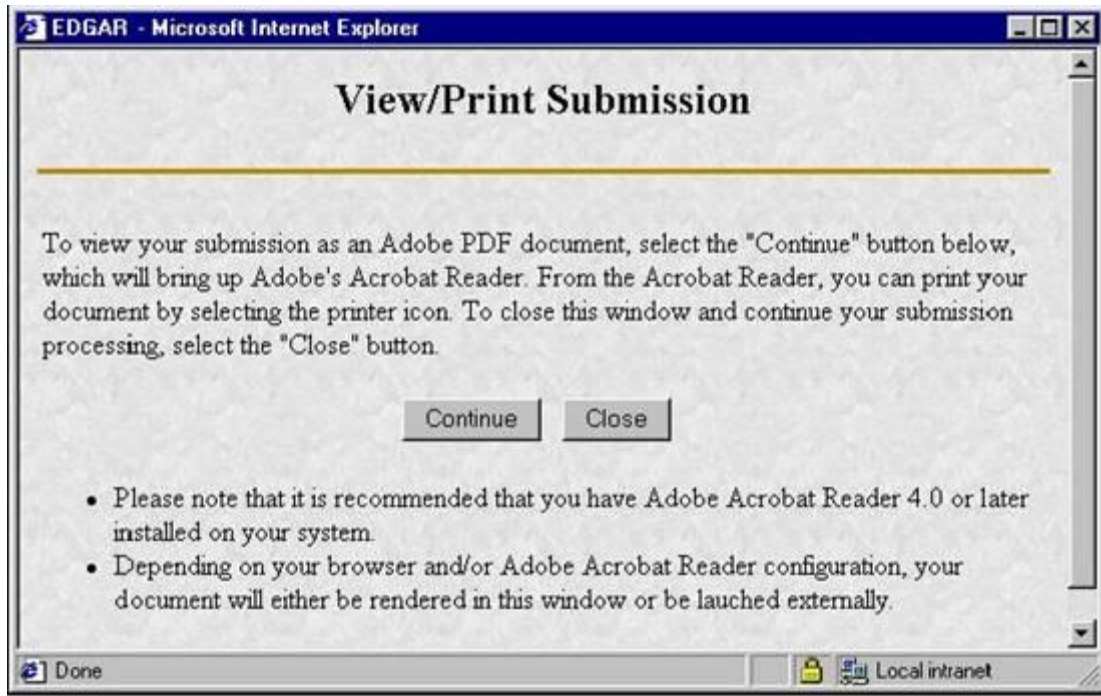 EDGAR - Microsoft Internet Explorer
View/Print Submission
To view your submission as an Adobe PDF document, select the "Continue" button below,
which will bring up Adobe's Acrobat Reader. From the Acrobat Reader, you can print your
document by selecting the printer icon. To close this window and continue your submission
processing, select the "Close" button.
Continue Close
• Please note that it is recommended that you have Adobe Acrobat Reader 4.0 or later
installed on your system.
• Depending on your browser and/or Adobe Acrobat Reader configuration, your
document will either be rendered in this window or be lauched externally.
Done Local intranet